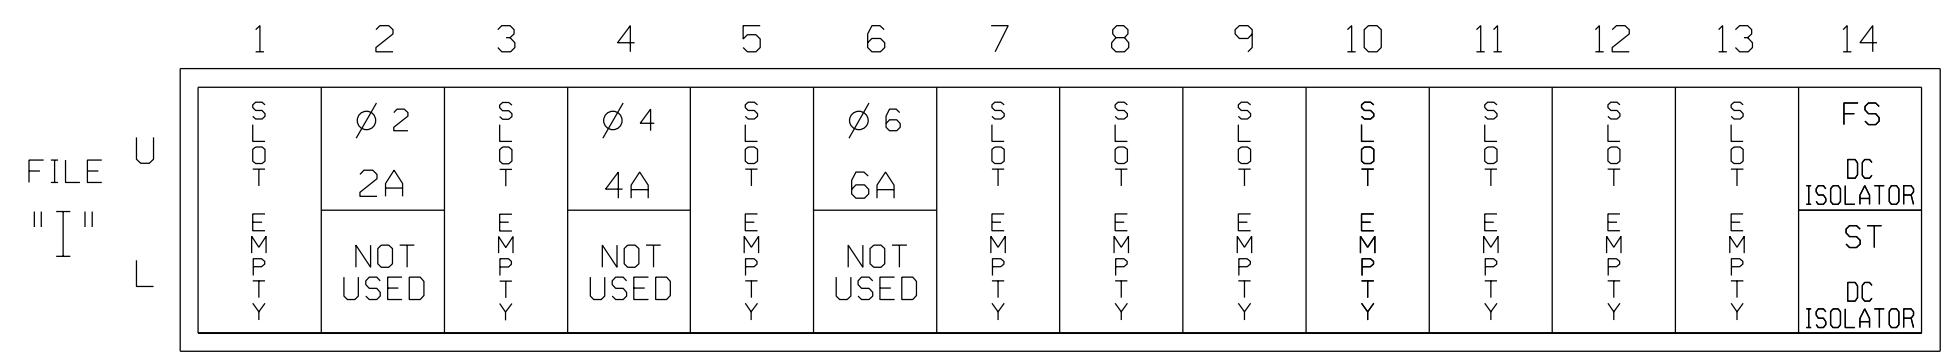 1 2 3 4 5 6 7 8 9 10 11 12 13 14
FILE
"I"
U
L
SLOT EMPTY
Ø 2
2A
NOT
USED
SLOT EMPTY
Ø 4
4A
NOT
USED
SLOT EMPTY
Ø 6
6A
NOT
USED
SLOT EMPTY
SLOT EMPTY
SLOT EMPTY
SLOT EMPTY
SLOT EMPTY
SLOT EMPTY
SLOT EMPTY
FS
DC
ISOLATOR
ST
DC
ISOLATOR